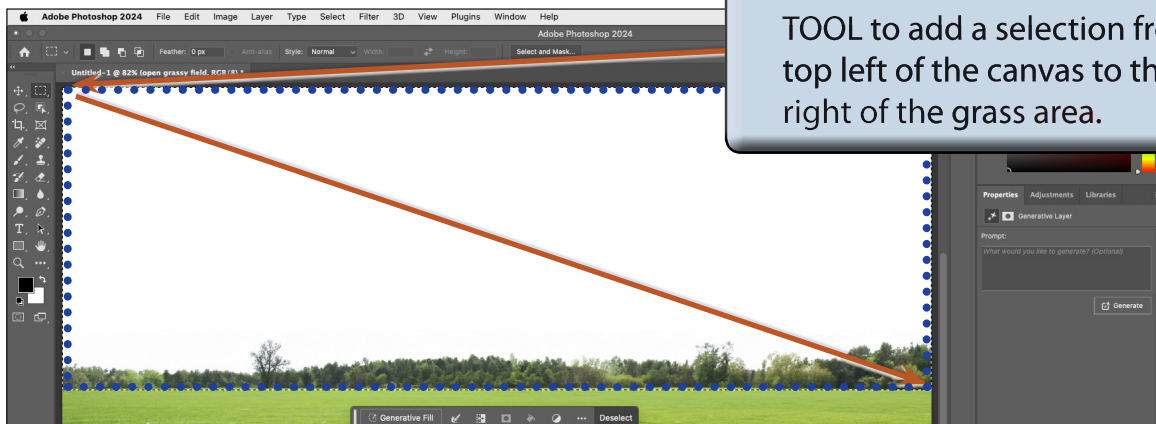 Adobe Photoshop 2024 File Edit Image Layer Type Select Filter 3D View Plugins Window Help
Adobe Photoshop 2024
Feather: 0 px Anti-alias Style: Normal Width: Height: Select and Mask...
Untitled-1 @ 82% (open grassy field, RGB/8) *
TOOL to add a selection
top left of the canvas to
right of the grass area.
Properties Adjustments Libraries
Generative Layer
Prompt:
What would you like to generate? (Optional)
Generate
Generative Fill Deselect